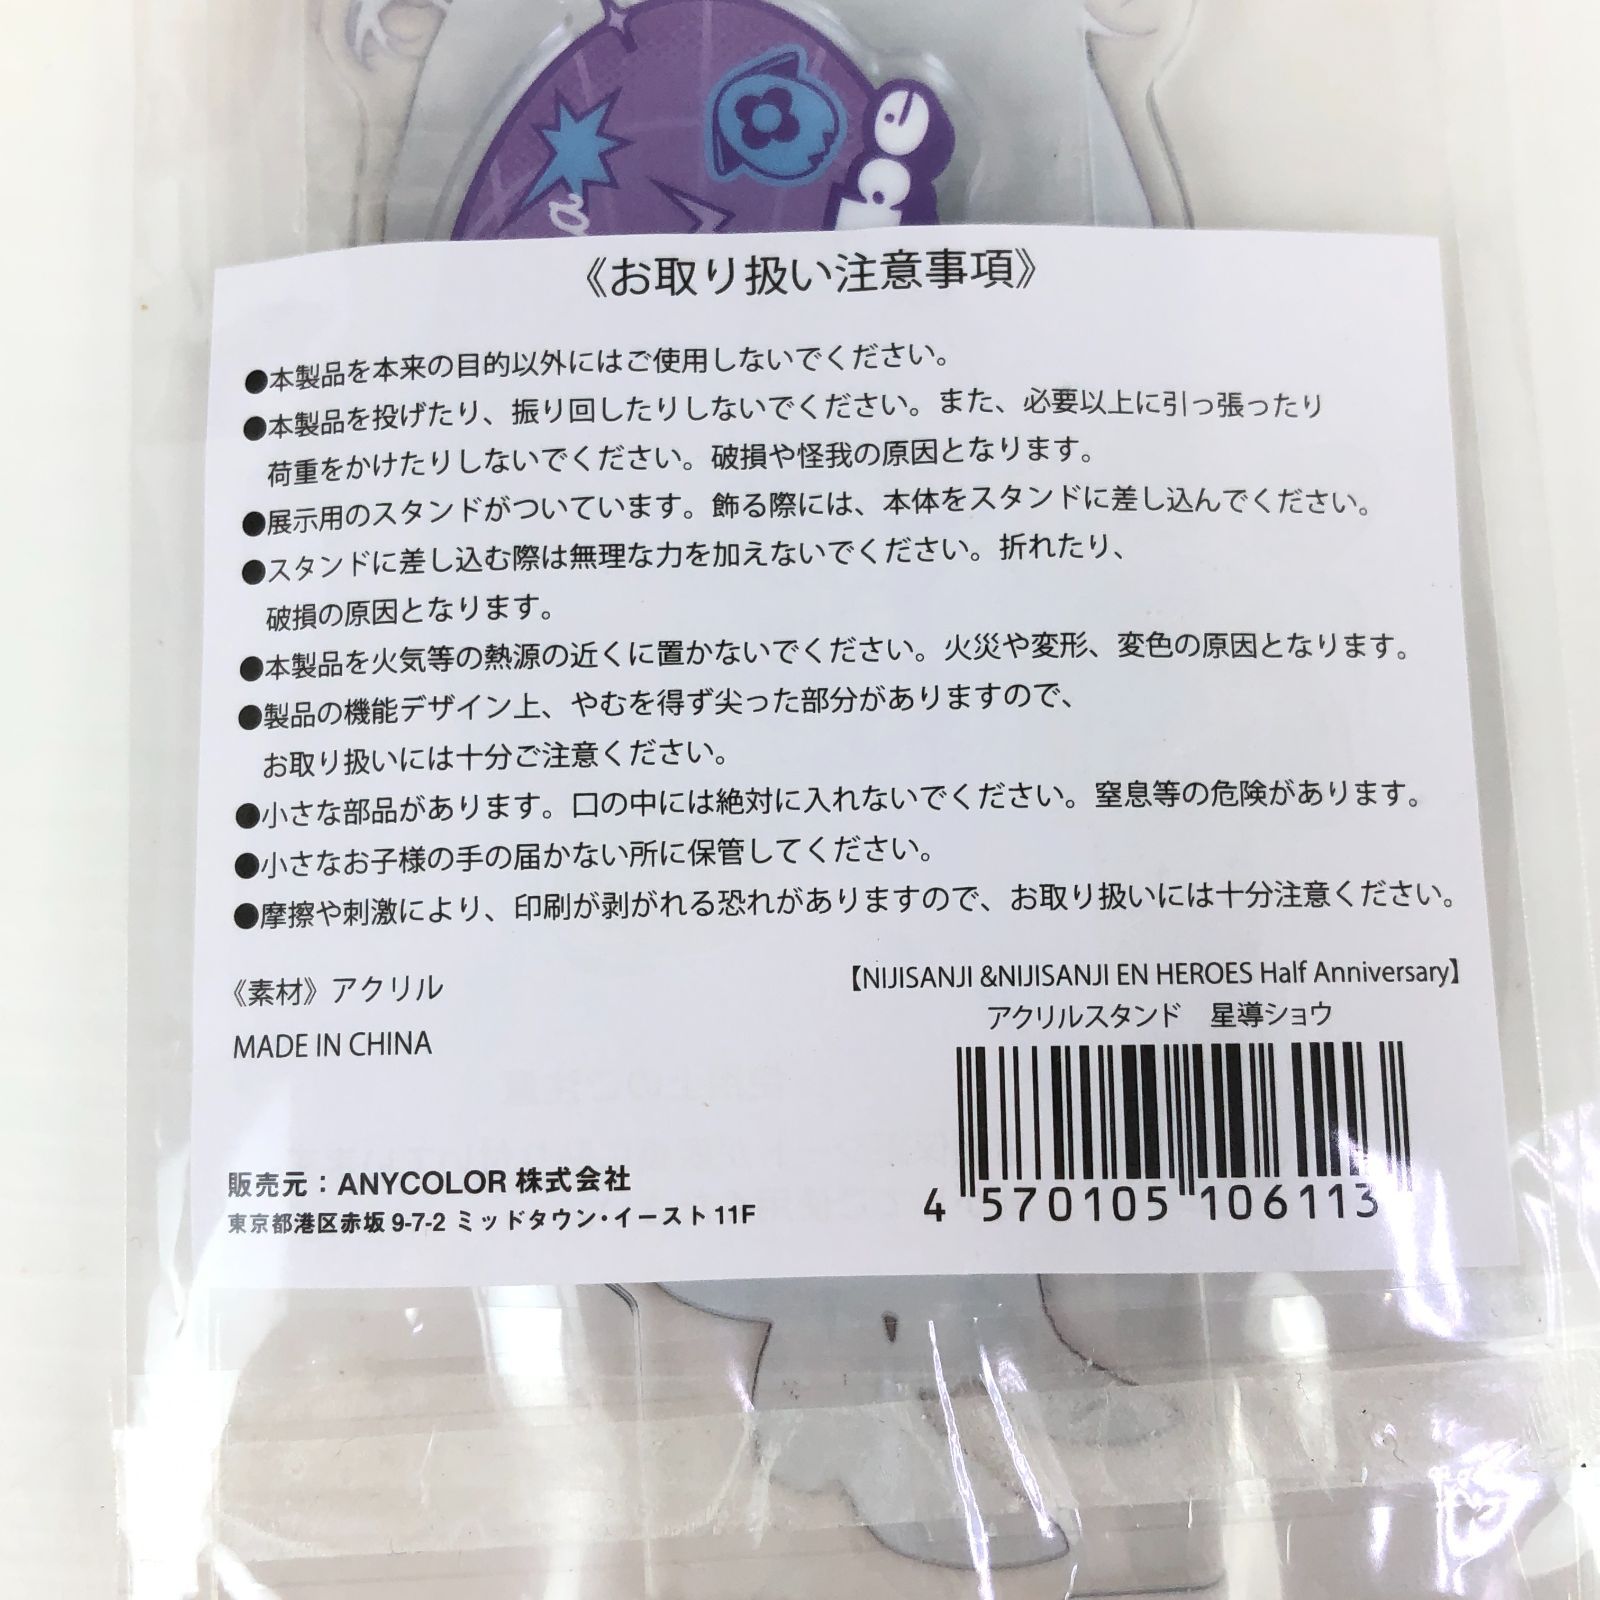 《お取り扱い注意事項》
●本製品を本来の目的以外にはご使用しないでください。
●本製品を投げたり、振り回したりしないでください。また、必要以上に引っ張ったり
荷重をかけたりしないでください。破損や怪我の原因となります。
●展示用のスタンドがついています。飾る際には、本体をスタンドに差し込んでください。
●スタンドに差し込む際は無理な力を加えないでください。折れたり、
破損の原因となります。
●本製品を火気等の熱源の近くに置かないでください。火災や変形、変色の原因となります。
●製品の機能デザイン上、やむを得ず尖った部分がありますので、
お取り扱いには十分ご注意ください。
●小さな部品があります。口の中には絶対に入れないでください。窒息等の危険があります。
●小さなお子様の手の届かない所に保管してください。
●摩擦や刺激により、印刷が剥がれる恐れがありますので、お取り扱いには十分注意ください。
《素材》アクリル
MADE IN CHINA
【NIJISANJI &NIJISANJI EN HEROES Half Anniversary】
アクリルスタンド 星導ショウ
4 570105 106113
販売元：ANYCOLOR 株式会社
東京都港区赤坂 9-7-2 ミッドタウン・イースト 11F